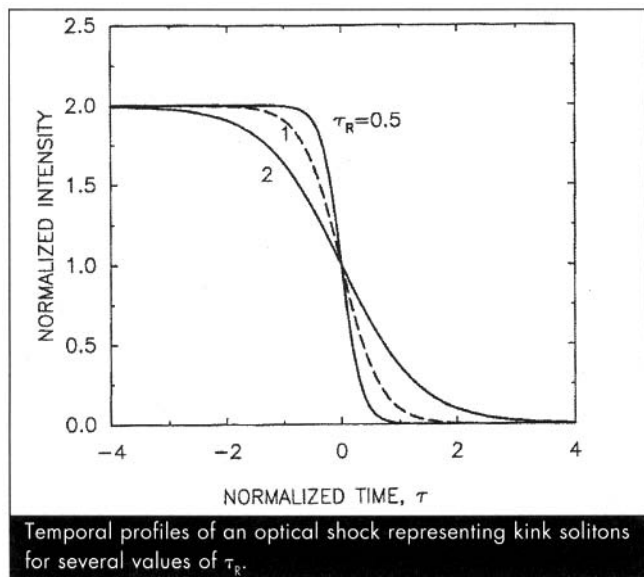 2.5
2.0
1.5
1.0
0.5
0.0
NORMALIZED INTENSITY
τR=0.5
1
2
−4
−2
0
2
4
NORMALIZED TIME, τ
Temporal profiles of an optical shock representing kink solitons
for several values of τR.